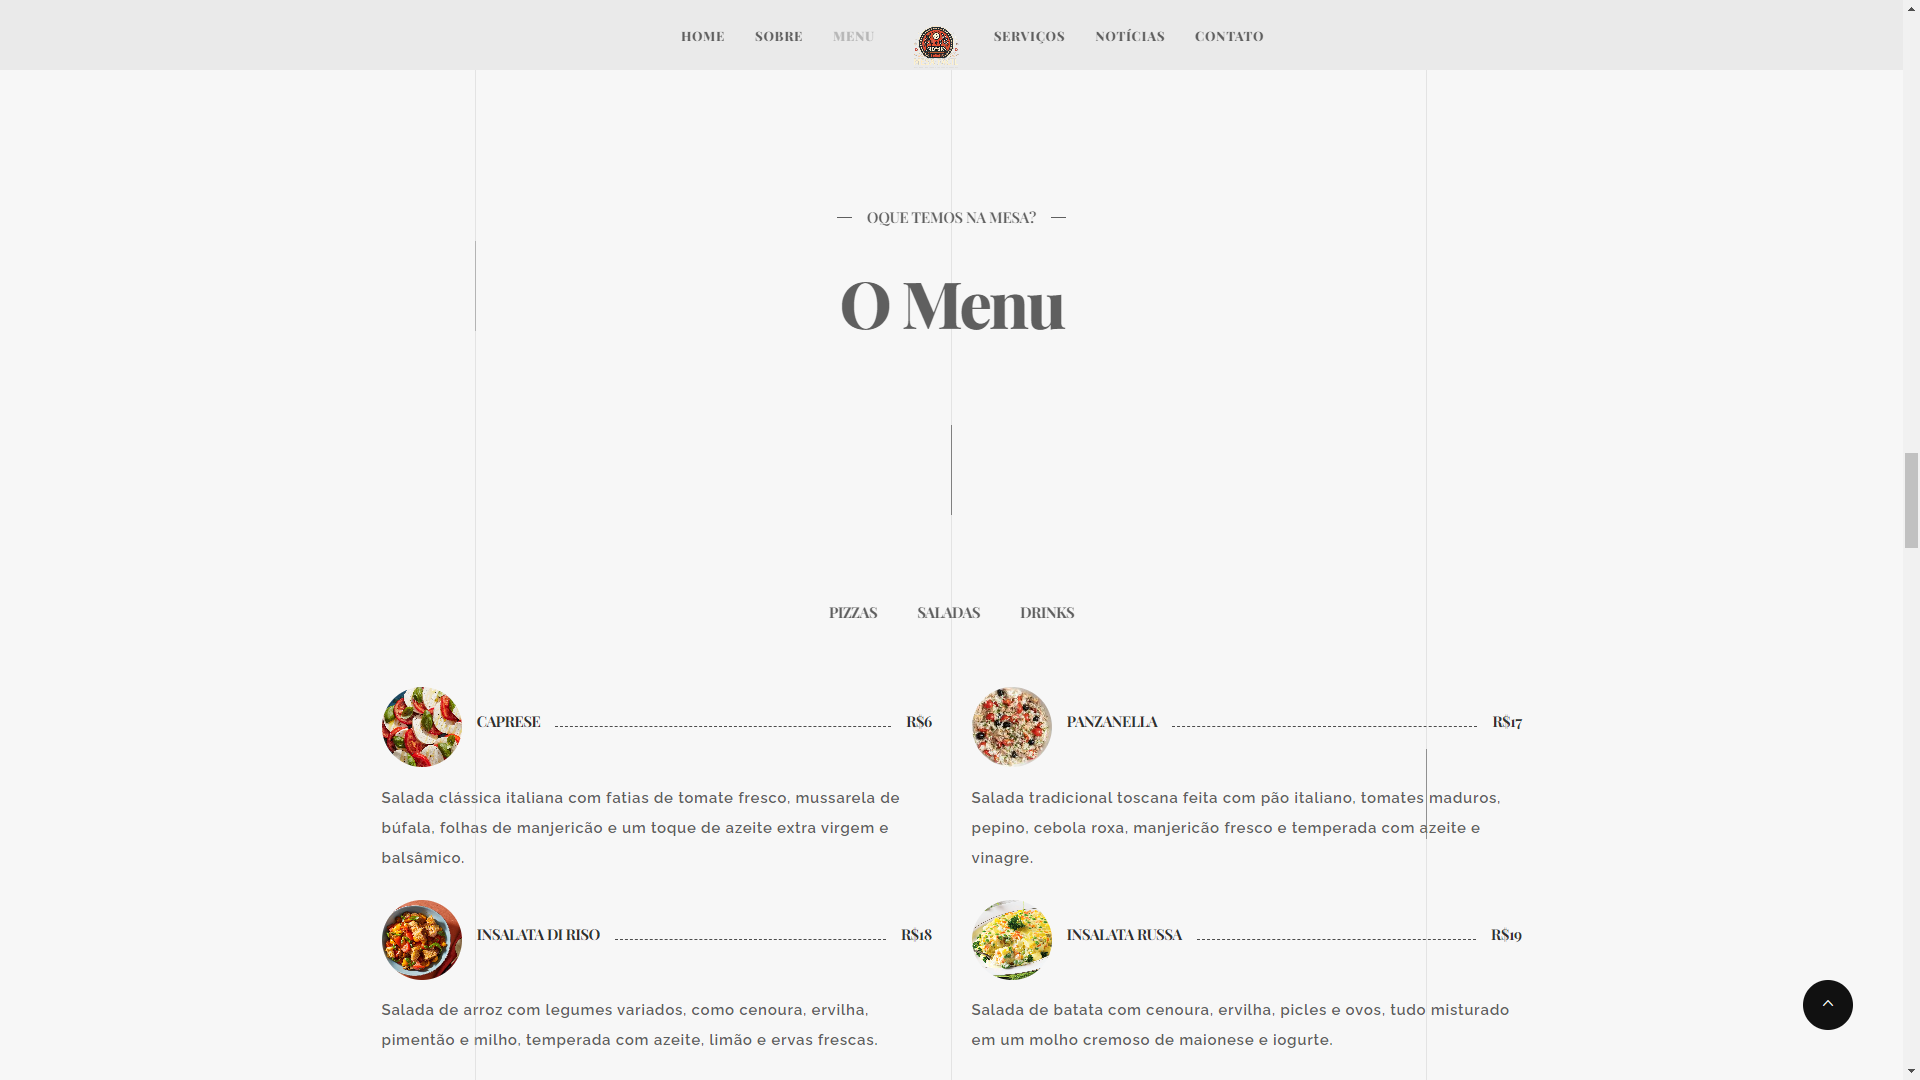 HOME SOBRE MENU SERVIÇOS NOTÍCIAS CONTATO
OQUE TEMOS NA MESA?
O Menu
PIZZAS SALADAS DRINKS
CAPRESE R$6
Salada clássica italiana com fatias de tomate fresco, mussarela de
búfala, folhas de manjericão e um toque de azeite extra virgem e
balsâmico.
PANZANELLA R$17
Salada tradicional toscana feita com pão italiano, tomates maduros,
pepino, cebola roxa, manjericão fresco e temperada com azeite e
vinagre.
INSALATA DI RISO R$18
Salada de arroz com legumes variados, como cenoura, ervilha,
pimentão e milho, temperada com azeite, limão e ervas frescas.
INSALATA RUSSA R$19
Salada de batata com cenoura, ervilha, picles e ovos, tudo misturado
em um molho cremoso de maionese e iogurte.